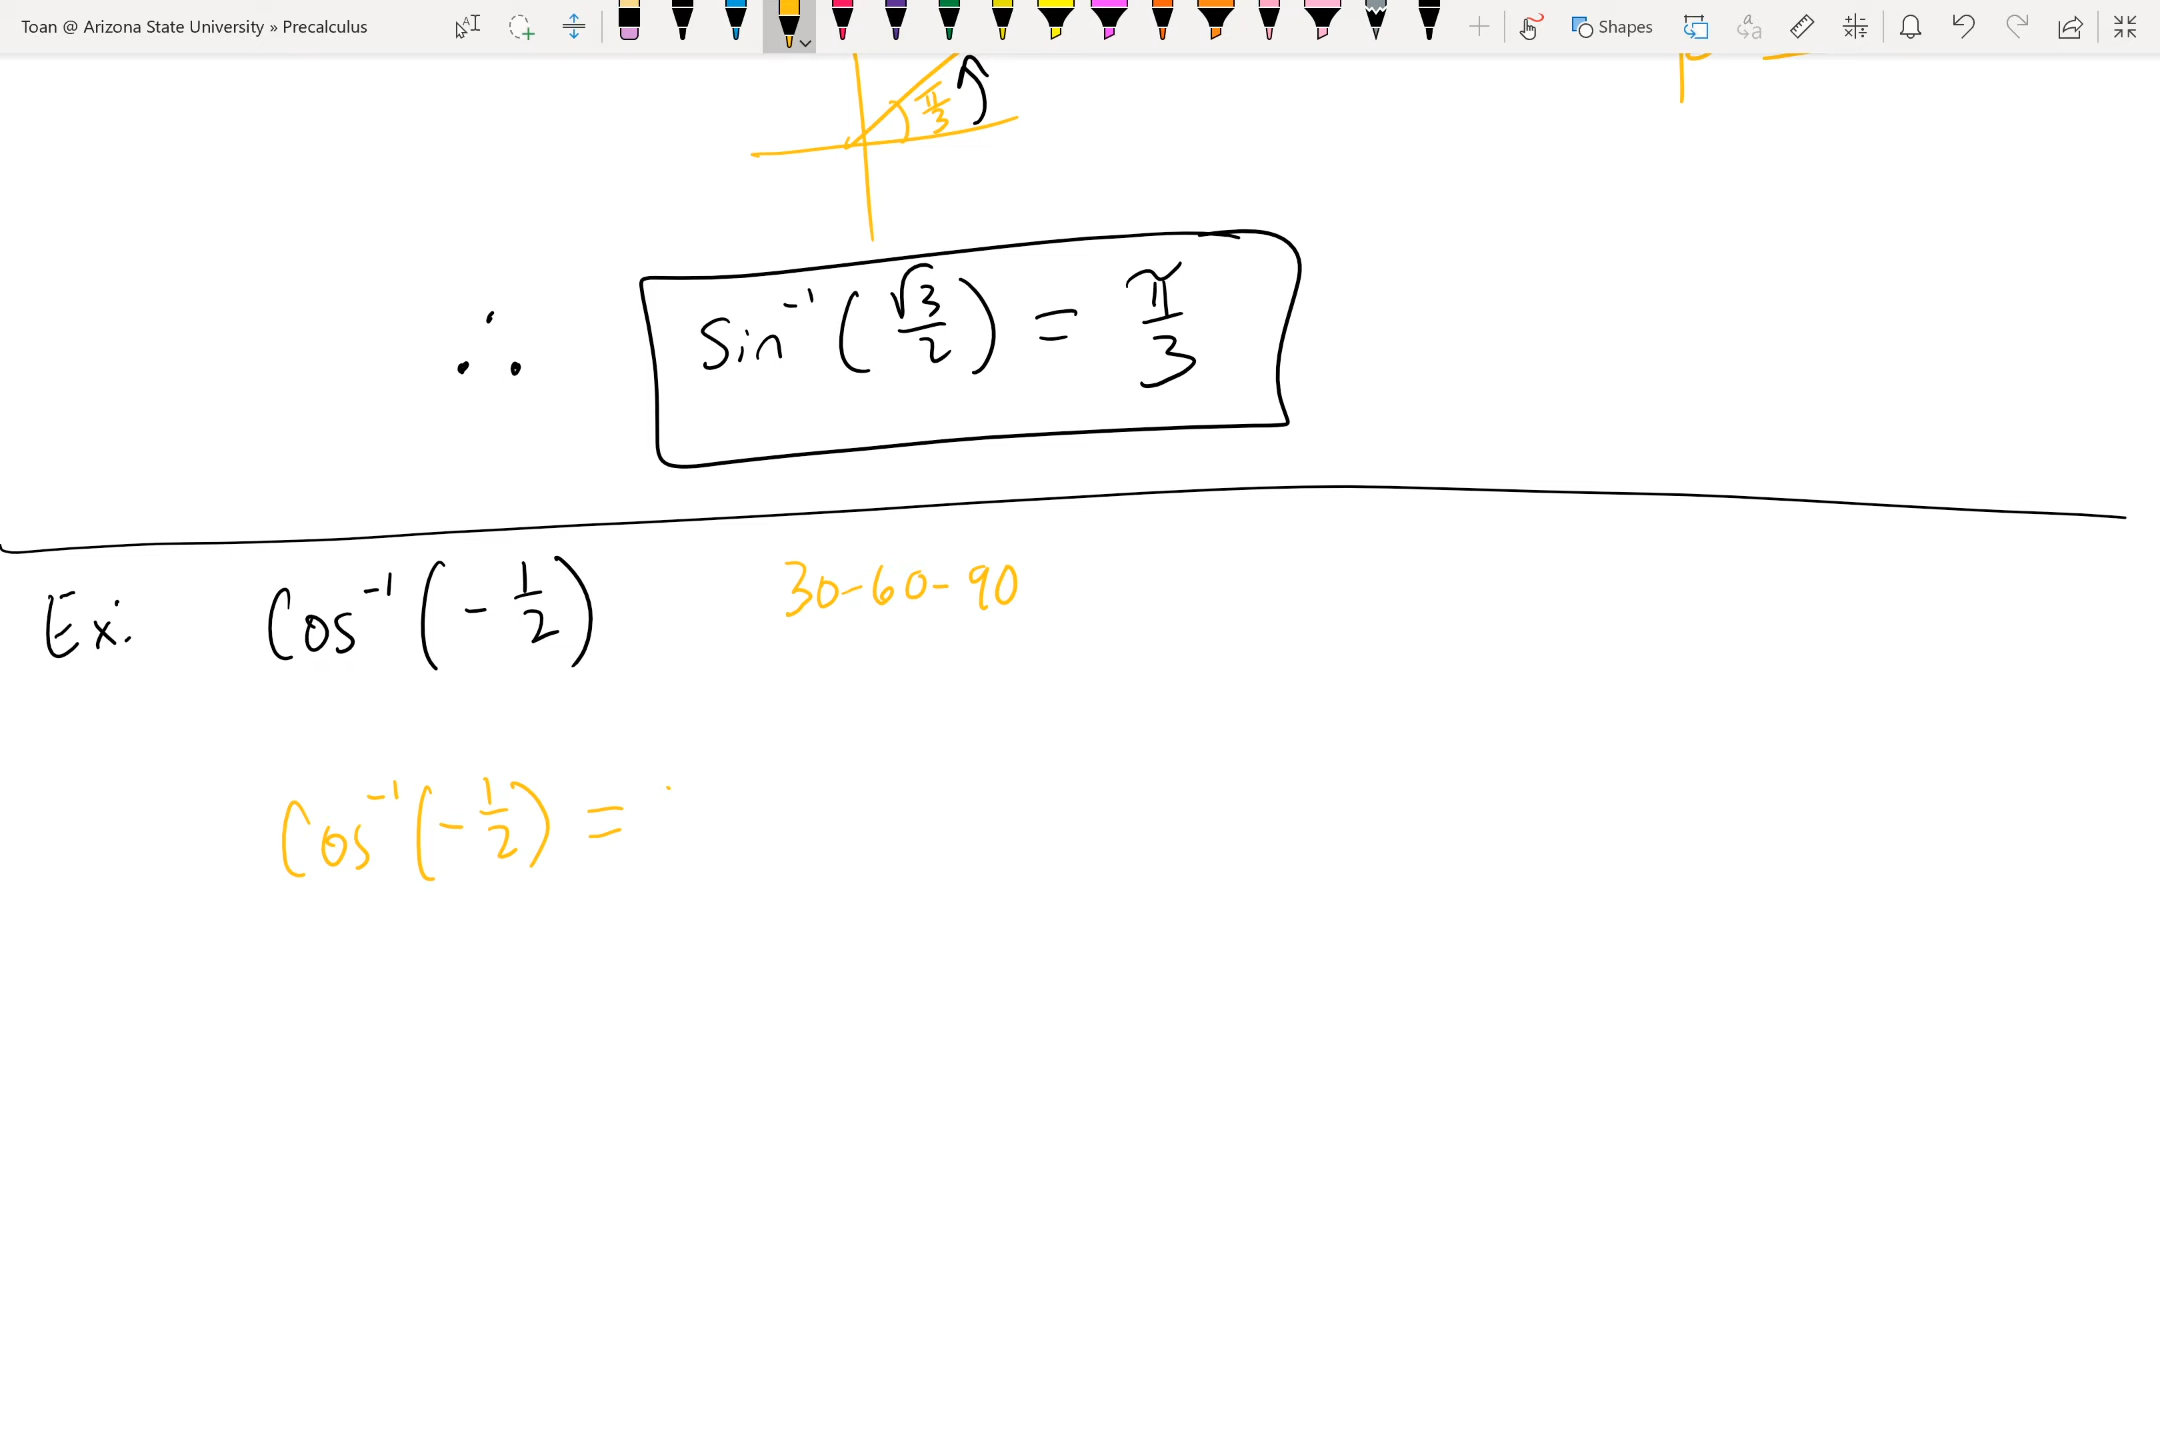 Toan @ Arizona State University » Precalculus
Shapes
π/3
∴ sin⁻¹(√3/2) = π/3
Ex: cos⁻¹(-1/2) 30-60-90
cos⁻¹(-1/2) =